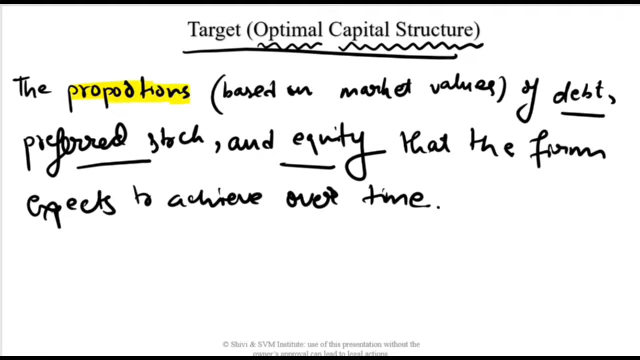 Target (Optimal Capital Structure)
The proportions (based on market values) of debt,
preferred stock, and equity that the firm
expects to achieve over time.
© Shivi & SVM Institute: use of this presentation without the
owner's approval can lead to legal actions